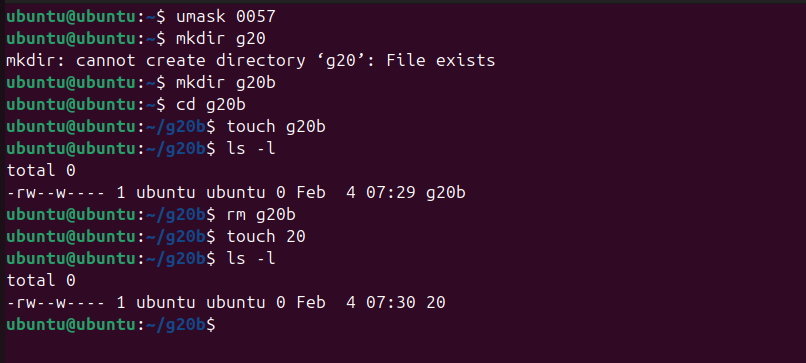 ubuntu@ubuntu:~$ umask 0057
ubuntu@ubuntu:~$ mkdir g20
mkdir: cannot create directory ‘g20’: File exists
ubuntu@ubuntu:~$ mkdir g20b
ubuntu@ubuntu:~$ cd g20b
ubuntu@ubuntu:~/g20b$ touch g20b
ubuntu@ubuntu:~/g20b$ ls -l
total 0
-rw--w---- 1 ubuntu ubuntu 0 Feb  4 07:29 g20b
ubuntu@ubuntu:~/g20b$ rm g20b
ubuntu@ubuntu:~/g20b$ touch 20
ubuntu@ubuntu:~/g20b$ ls -l
total 0
-rw--w---- 1 ubuntu ubuntu 0 Feb  4 07:30 20
ubuntu@ubuntu:~/g20b$